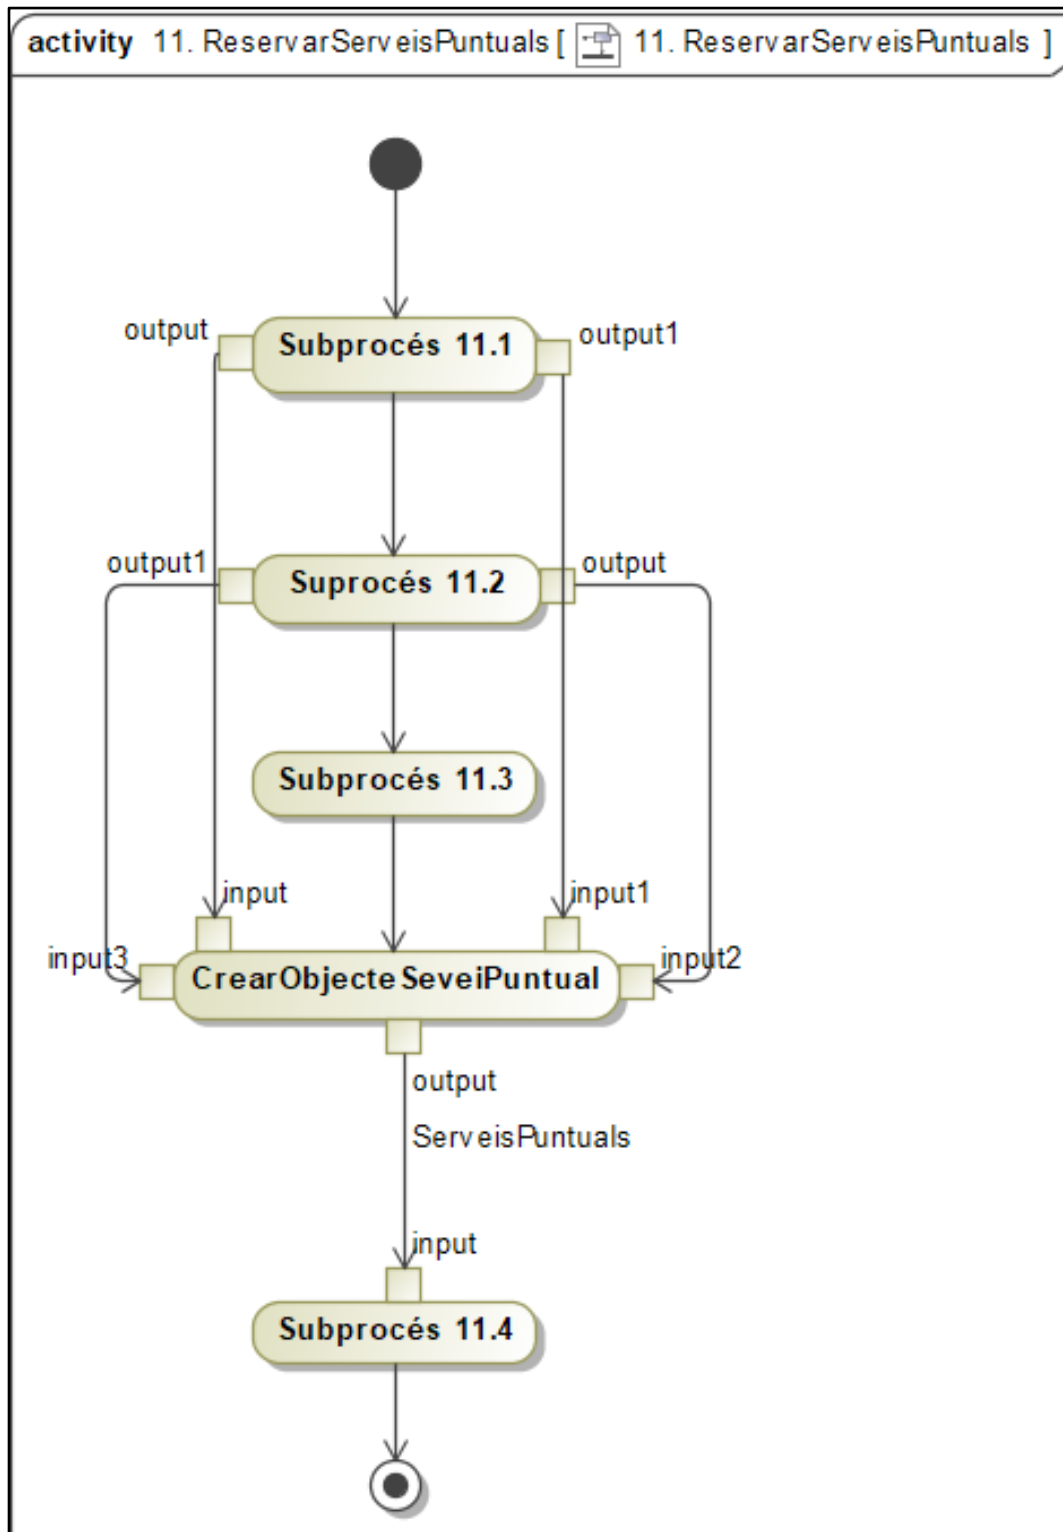 activity 11. ReservarServeisPuntuals [ 11. ReservarServeisPuntuals ]
output
Subprocés 11.1
output1
output1
Suprocés 11.2
output
Subprocés 11.3
input
input1
input3
CrearObjecteSeveiPuntual
input2
output
ServeisPuntuals
input
Subprocés 11.4